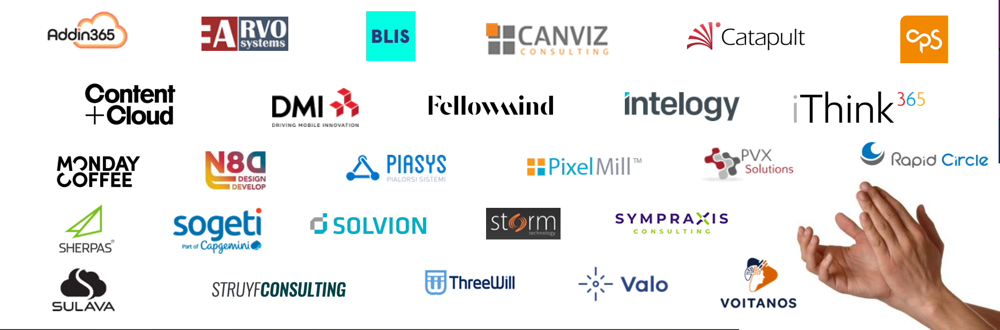 Addin365
ARVO
systems
BLIS
CANVIZ
CONSULTING
Catapult
cps
Content
+Cloud
DMI
DRIVING MOBILE INNOVATION
Fellowmind
intelogy
iThink365
MONDAY
COFFEE
N8D
DESIGN
DEVELOP
PIASYS
PIALORSI SISTEMI
PixelMill™
PVX
Solutions
Rapid Circle
SHERPAS®
sogeti
Part of Capgemini
SOLVION
storm
technology
SYMPRAXIS
CONSULTING
SULAVA
STRUYFCONSULTING
ThreeWill
Valo
VOITANOS